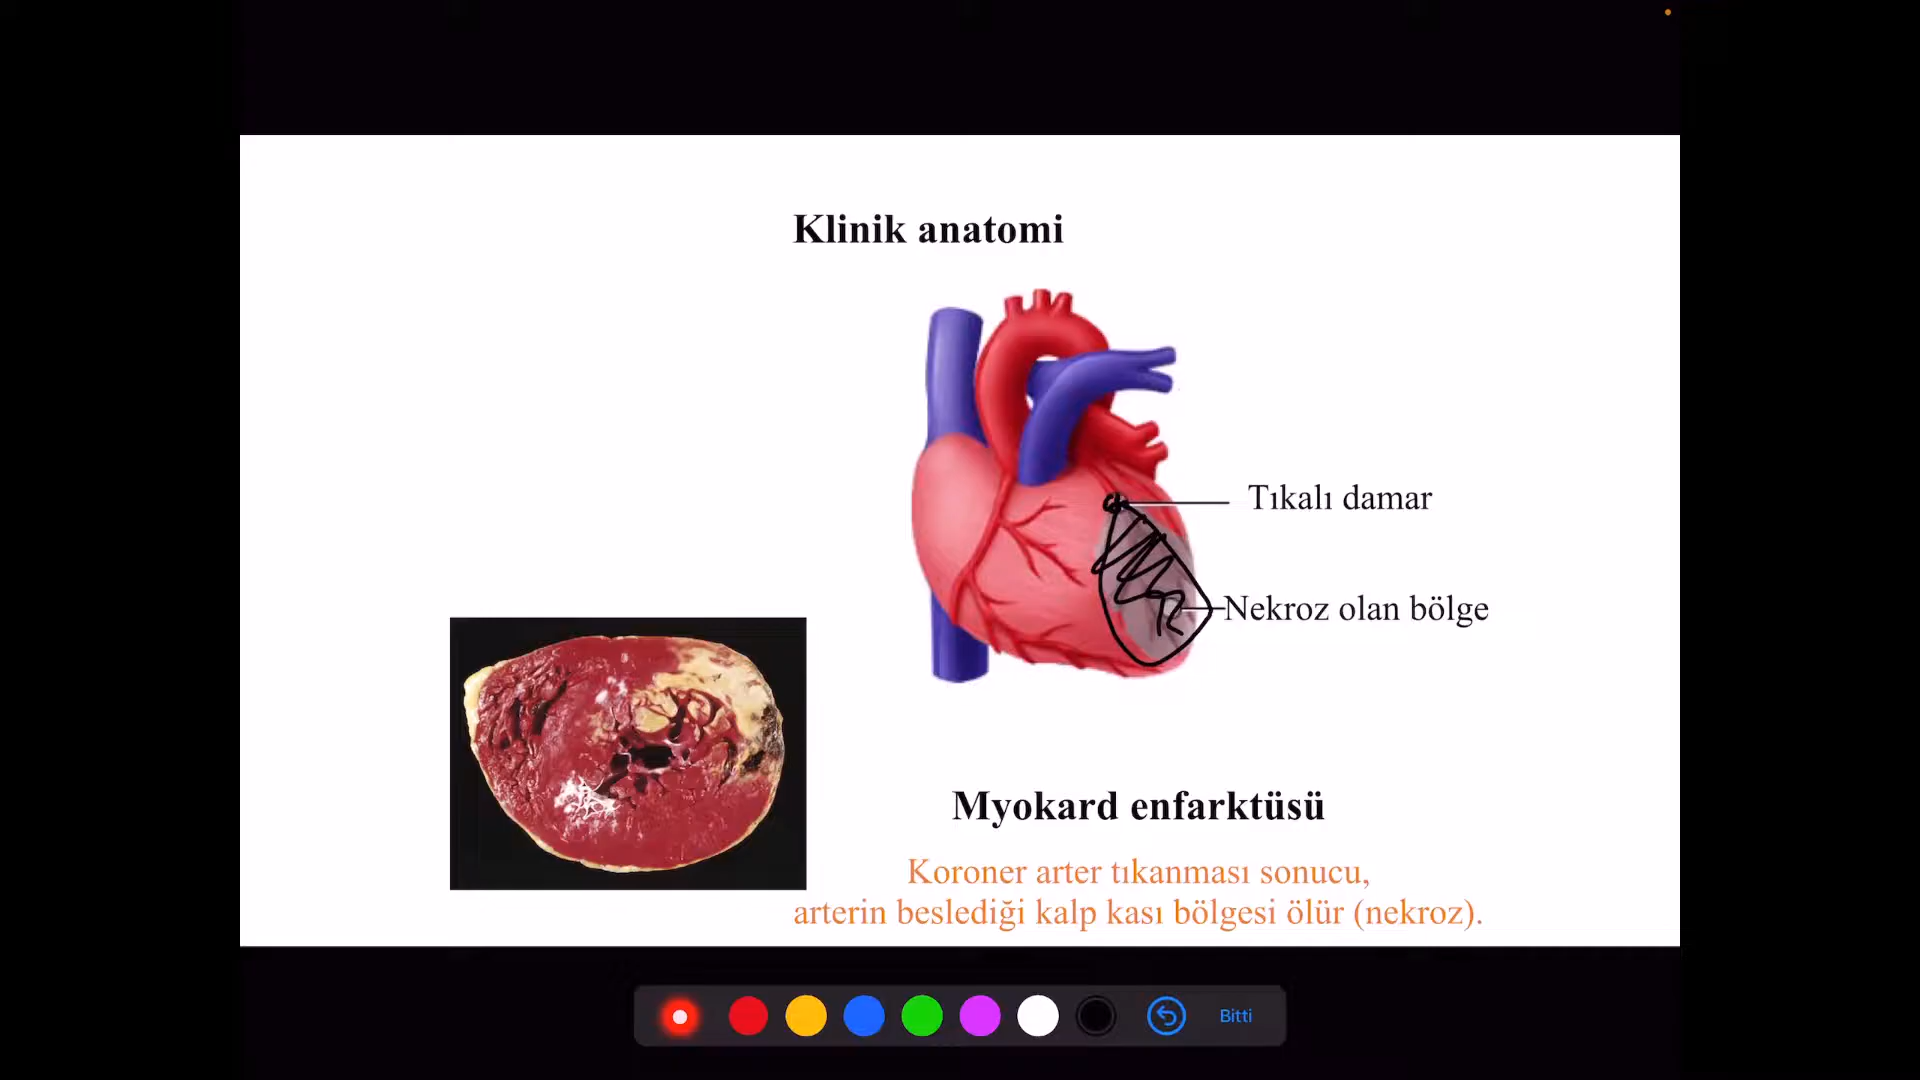 Klinik anatomi
Tıkalı damar
Nekroz olan bölge
Myokard enfarktüsü
Koroner arter tıkanması sonucu,
arterin beslediği kalp kası bölgesi ölür (nekroz).
Bitti